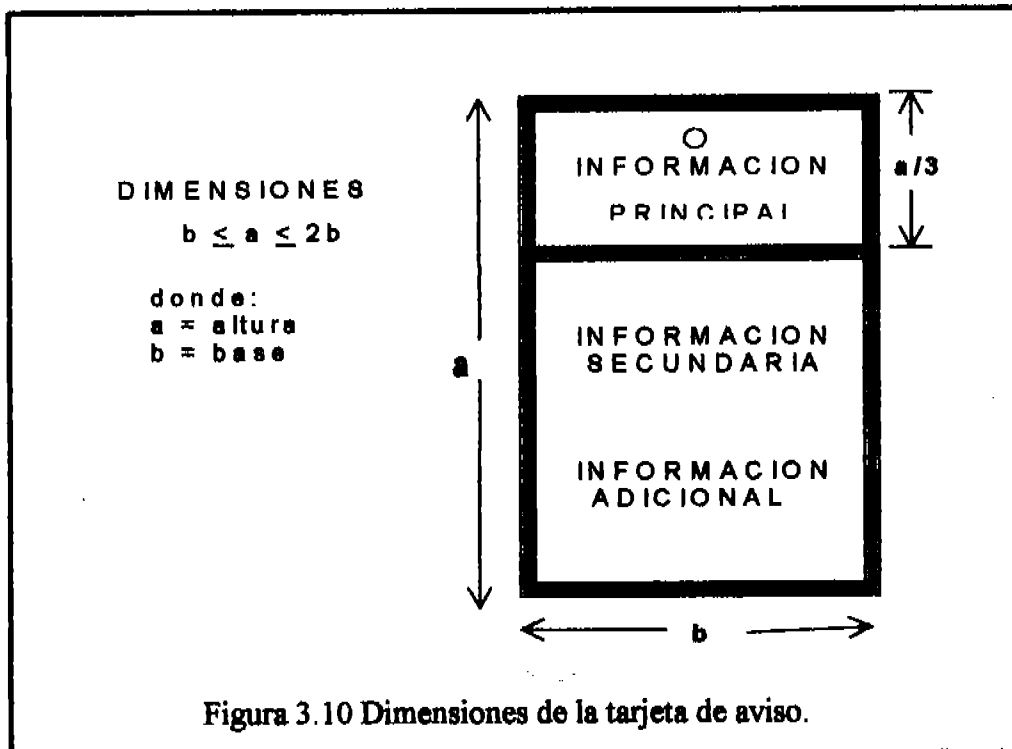 DIMENSIONES
b ≤ a ≤ 2b
donde:
a = altura
b = base
a
INFORMACION
PRINCIPAL
a/3
INFORMACION
SECUNDARIA
INFORMACION
ADICIONAL
b
Figura 3.10 Dimensiones de la tarjeta de aviso.